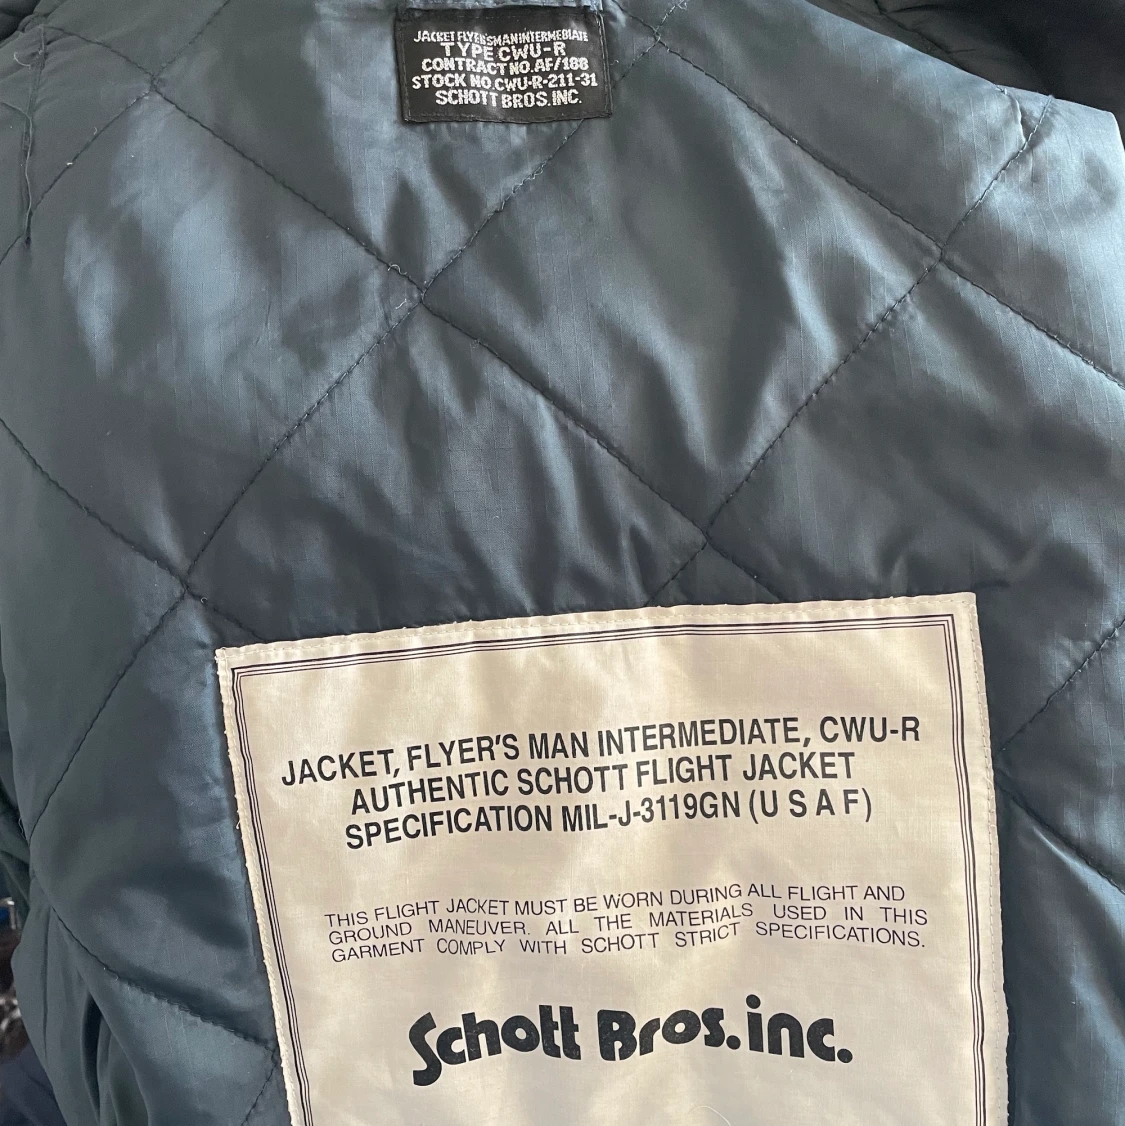 JACKET FLYER'S MAN INTERMEBIATE
TYPE CWU-R
CONTRACT NO.AF/188
STOCK NO.CWU-R-211-31
SCHOTT BROS.INC.
JACKET, FLYER'S MAN INTERMEDIATE, CWU-R
AUTHENTIC SCHOTT FLIGHT JACKET
SPECIFICATION MIL-J-3119GN (U S A F)
THIS FLIGHT JACKET MUST BE WORN DURING ALL FLIGHT AND
GROUND MANEUVER. ALL THE MATERIALS USED IN THIS
GARMENT COMPLY WITH SCHOTT STRICT SPECIFICATIONS.
Schott Bros.inc.